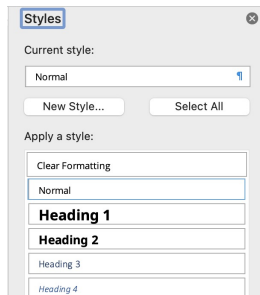 Styles
Current style:
Normal ¶
New Style... Select All
Apply a style:
Clear Formatting
Normal
Heading 1
Heading 2
Heading 3
Heading 4